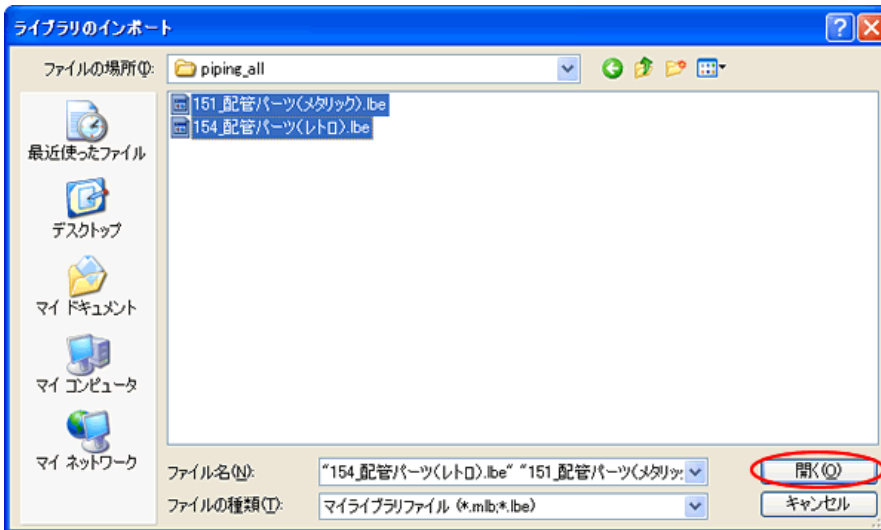 ライブラリのインポート
ファイルの場所(I):
piping_all
151_配管パーツ(メタリック).lbe
154_配管パーツ(レトロ).lbe
最近使ったファイル
デスクトップ
マイ ドキュメント
マイ コンピュータ
マイ ネットワーク
ファイル名(N):
"154_配管パーツ(レトロ).lbe" "151_配管パーツ(メタリッ
開く(O)
ファイルの種類(T):
マイライブラリファイル (*.mlb;*.lbe)
キャンセル